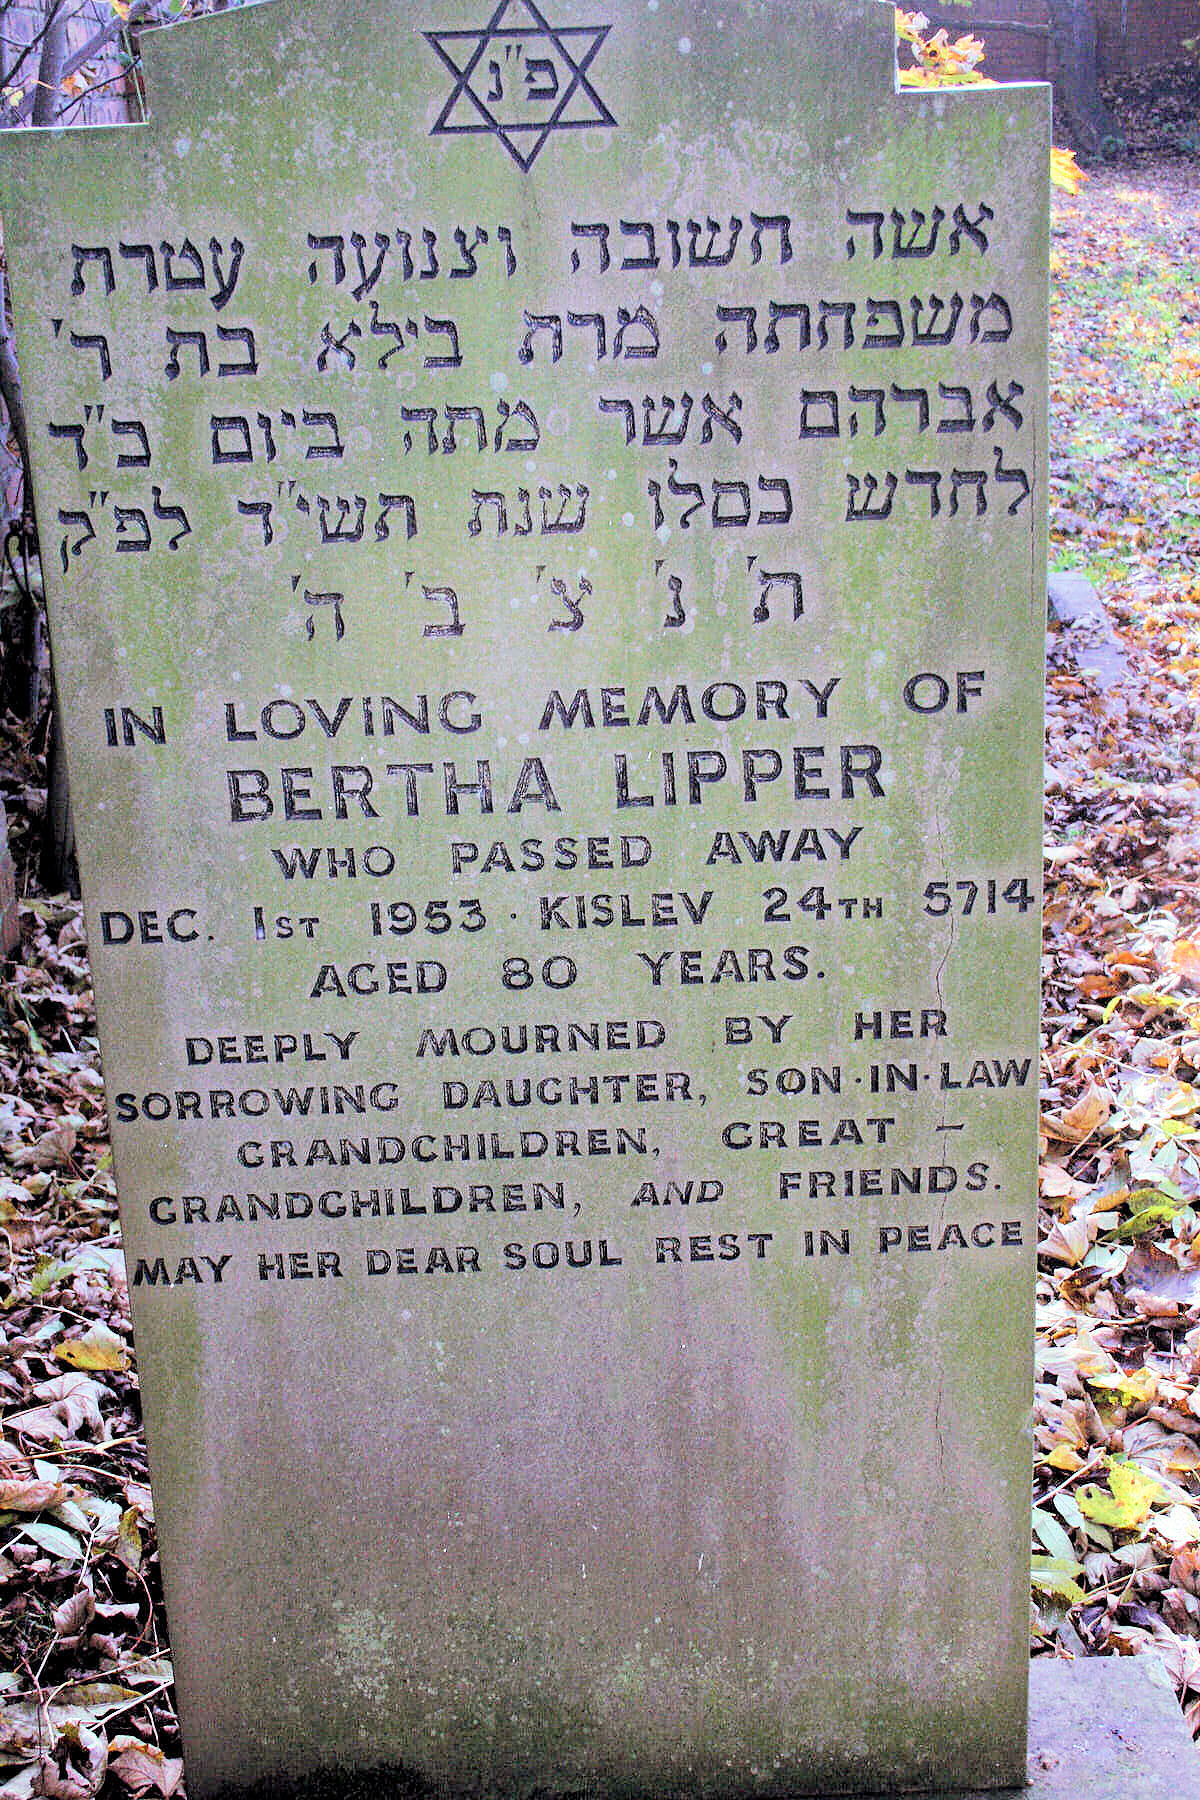 פ"נ
אשה חשובה וצנועה עטרת
משפחתה מרת בילא בת ר'
אברהם אשר מתה ביום כ"ד
לחדש כסלו שנת תשי"ד לפ"ק
ת' נ' צ' ב' ה'
IN LOVING MEMORY OF
BERTHA LIPPER
WHO PASSED AWAY
DEC. 1ST 1953 · KISLEV 24TH 5714
AGED 80 YEARS.
DEEPLY MOURNED BY HER
SORROWING DAUGHTER, SON·IN·LAW
GRANDCHILDREN, GREAT –
GRANDCHILDREN, AND FRIENDS.
MAY HER DEAR SOUL REST IN PEACE